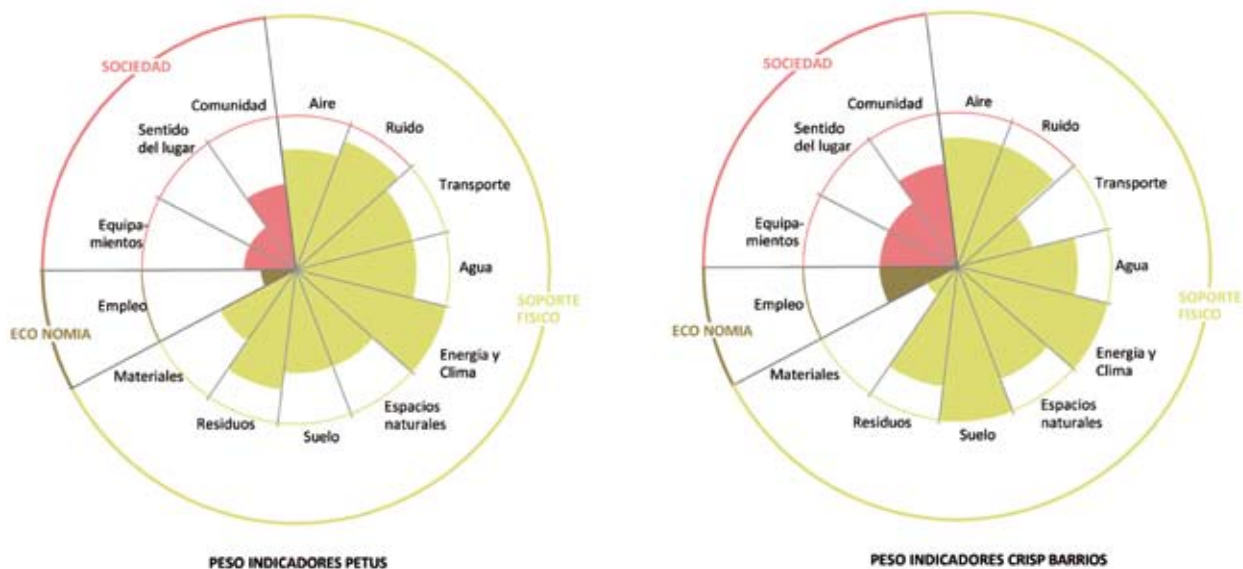 SOCIEDAD
Comunidad
Aire
Sentido
del lugar
Ruido
Transporte
Equipa-
mientos
Agua
Empleo
ECO NOMIA
SOPORTE
FISICO
Materiales
Energía y
Clima
Residuos
Suelo
Espacios
naturales
PESO INDICADORES PETUS
SOCIEDAD
Comunidad
Aire
Sentido
del lugar
Ruido
Transporte
Equipa-
mientos
Agua
Empleo
ECO NOMIA
SOPORTE
FISICO
Materiales
Energía y
Clima
Residuos
Suelo
Espacios
naturales
PESO INDICADORES CRISP BARRIOS